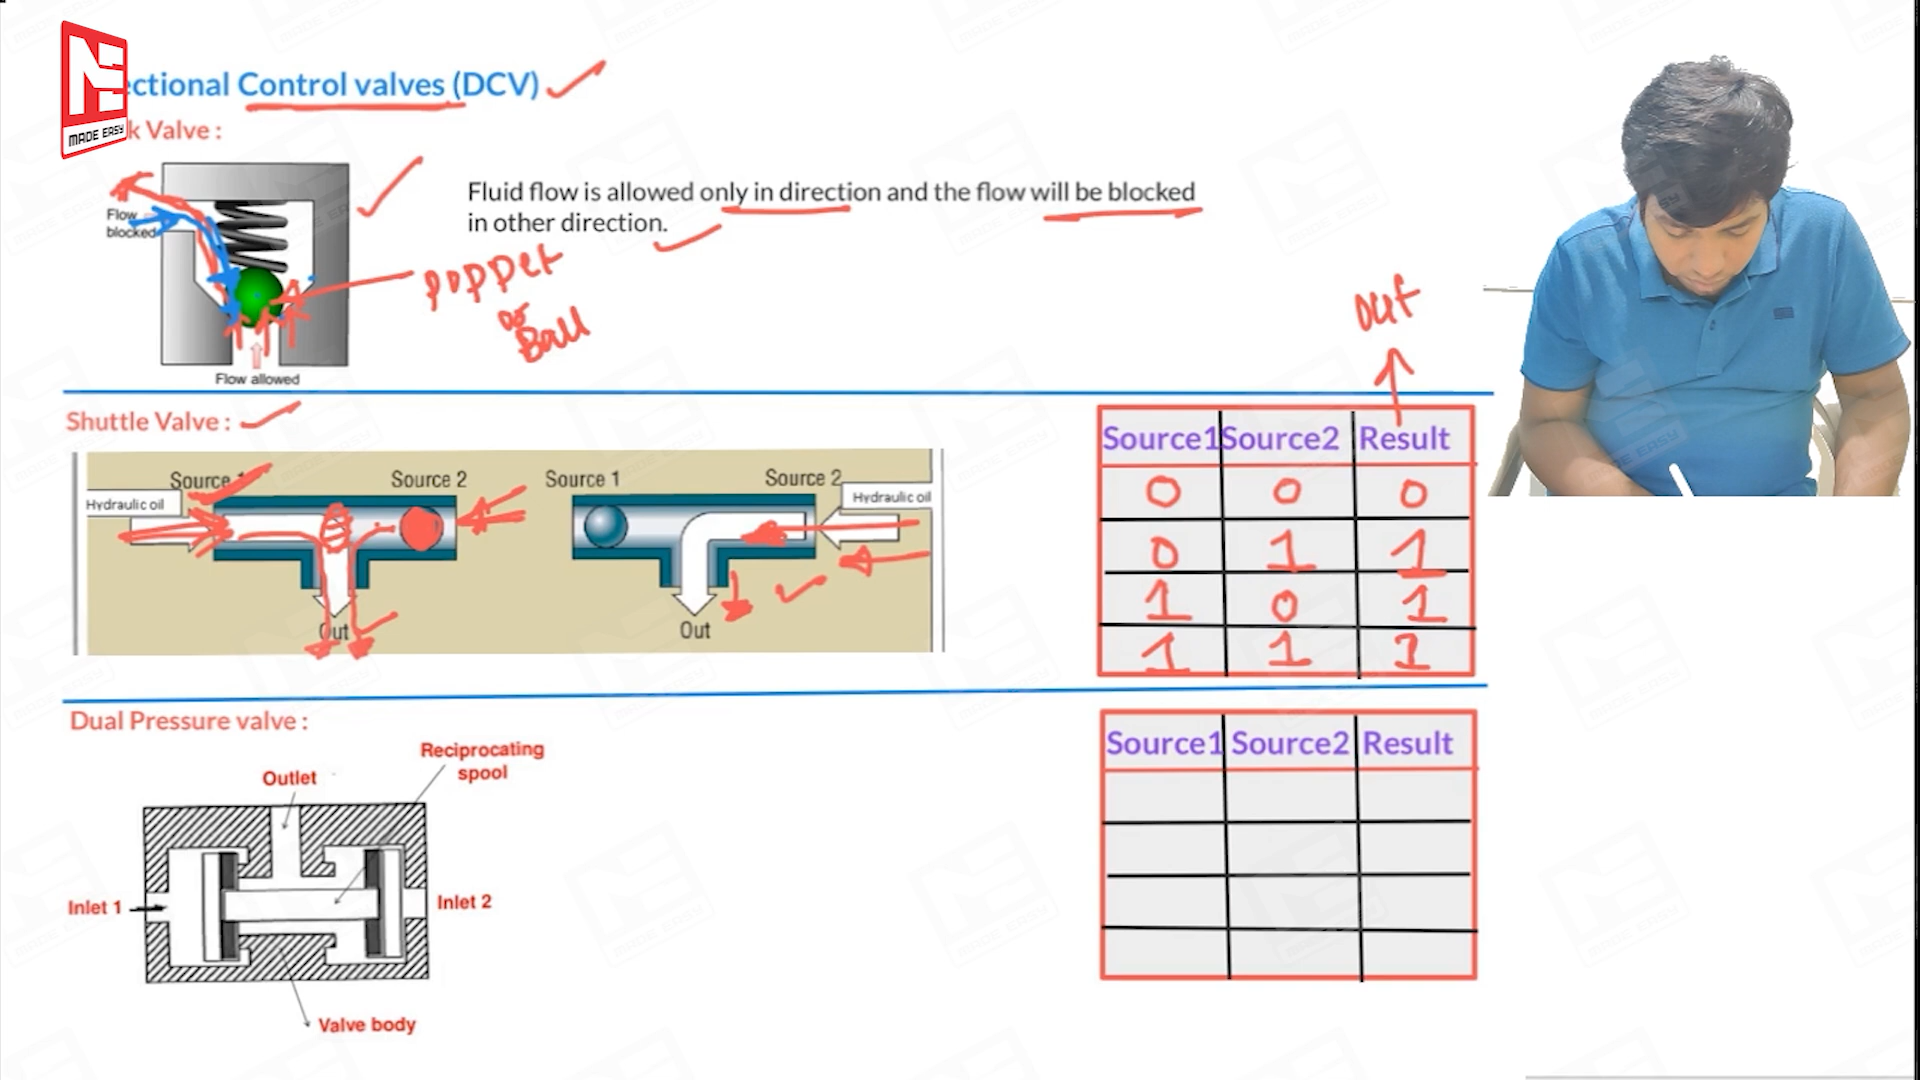 ectional Control valves (DCV)
MADE EASY
k Valve :
Fluid flow is allowed only in direction and the flow will be blocked
in other direction.
Flow
blocked
poppet
or
Ball
Flow allowed
out
Shuttle Valve :
Source1 Source2 Result
0 0 0
0 1 1
1 0 1
1 1 1
Source 1 Source 2 Source 1 Source 2
Hydraulic oil Hydraulic oil
Out Out
Dual Pressure valve :
Source1 Source2 Result
Reciprocating
spool
Outlet
Inlet 1 Inlet 2
Valve body